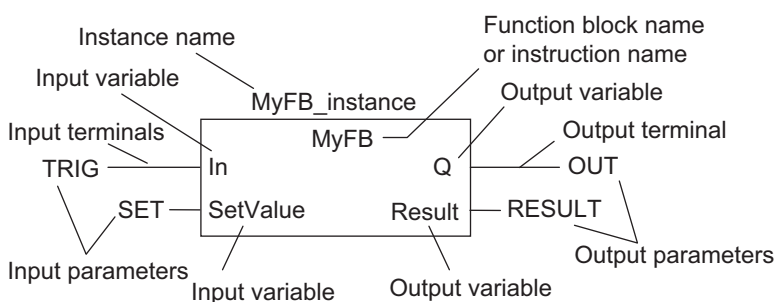 Function block name
or instruction name
Instance name
Input variable
MyFB_instance
Output variable
Input terminals
MyFB
Output terminal
TRIG
In
Q
OUT
SET
SetValue
Result
RESULT
Input parameters
Output parameters
Input variable
Output variable